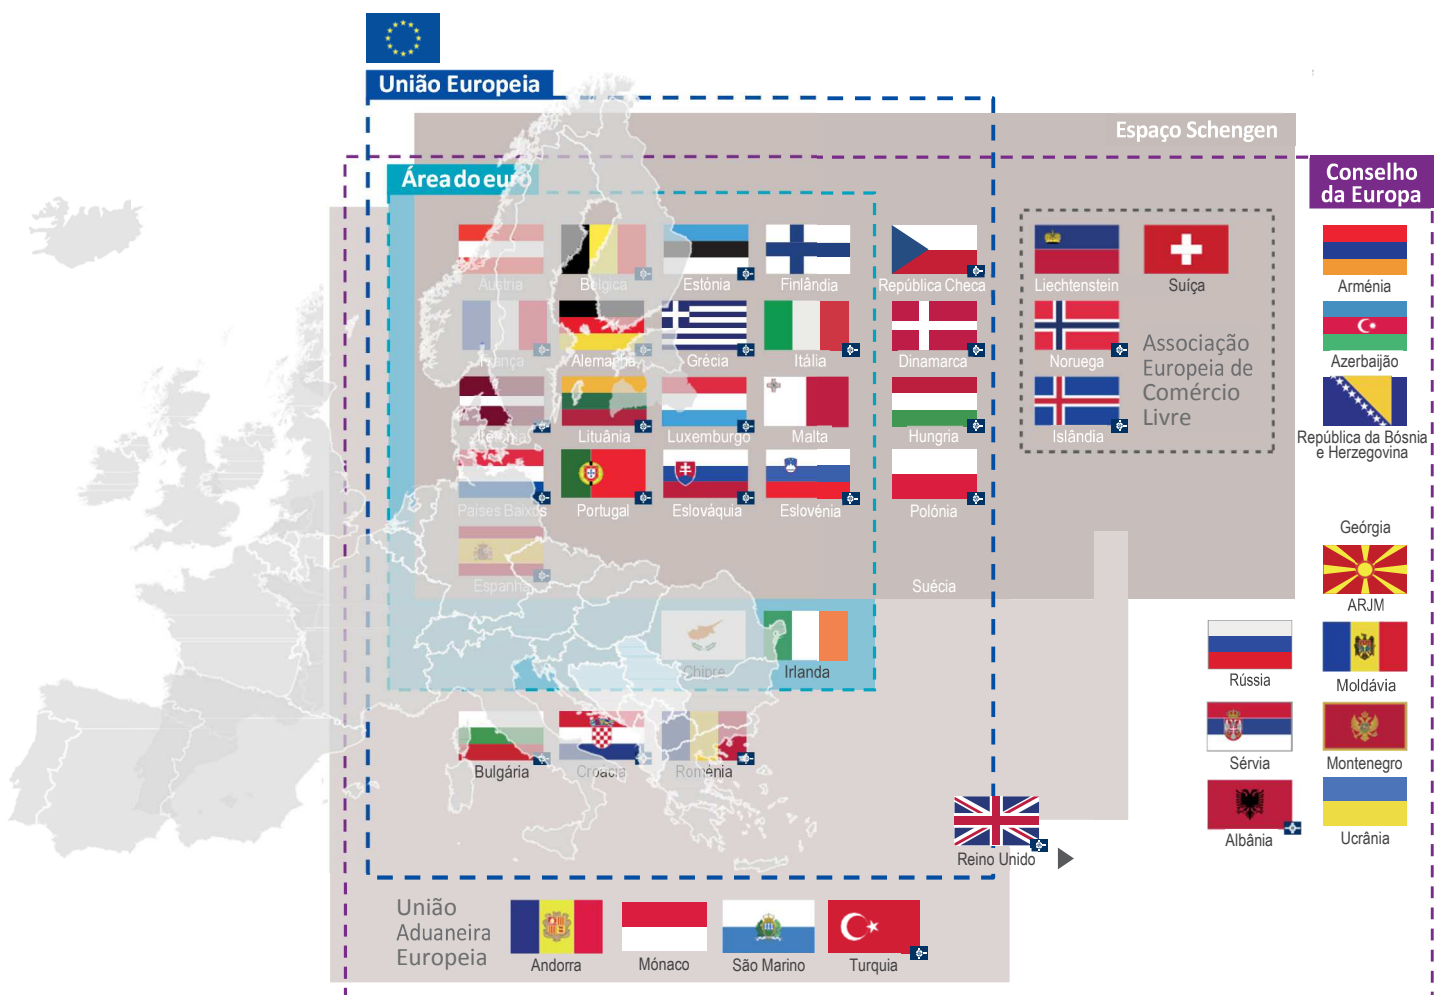 União Europeia
Espaço Schengen
Conselho
da Europa
Área do euro
Áustria
Bélgica
Estónia
Finlândia
República Checa
Liechtenstein
Suíça
Arménia
França
Alemanha
Grécia
Itália
Dinamarca
Noruega
Associação
Europeia de
Comércio
Livre
Azerbaijão
Letónia
Lituânia
Luxemburgo
Malta
Hungria
Islândia
República da Bósnia
e Herzegovina
Países Baixos
Portugal
Eslováquia
Eslovénia
Polónia
Geórgia
Espanha
Suécia
ARJM
Chipre
Irlanda
Rússia
Moldávia
Bulgária
Croácia
Roménia
Sérvia
Montenegro
Reino Unido
Albânia
Ucrânia
União
Aduaneira
Europeia
Andorra
Mónaco
São Marino
Turquia